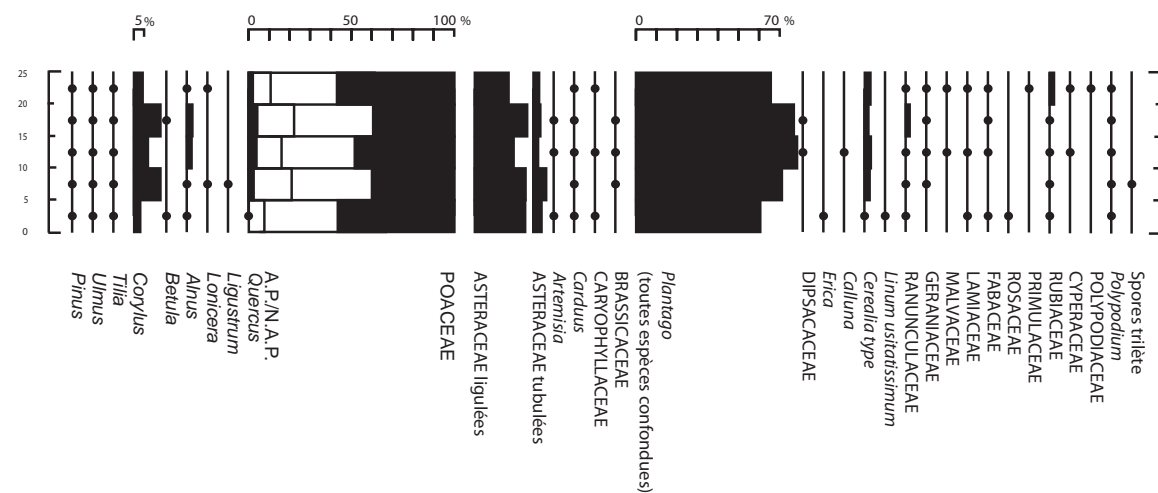 5%
0 50 100 %
0 70 %
25
20
15
10
5
0
Pinus
Ulmus
Tilia
Corylus
Betula
Alnus
Lonicera
Ligustrum
Quercus
A.P./N.A.P.
POACEAE
ASTERACEAE ligulées
ASTERACEAE tubulées
Artemisia
Carduus
CARYOPHYLLACEAE
BRASSICACEAE
(toutes espèces confondues)
Plantago
DIPSACACEAE
Erica
Calluna
Cerealia type
Linum usitatissimum
RANUNCULACEAE
GERANIACEAE
MALVACEAE
LAMIACEAE
FABACEAE
ROSACEAE
PRIMULACEAE
RUBIACEAE
CYPERACEAE
POLYPODIACEAE
Polypodium
Spores trilète